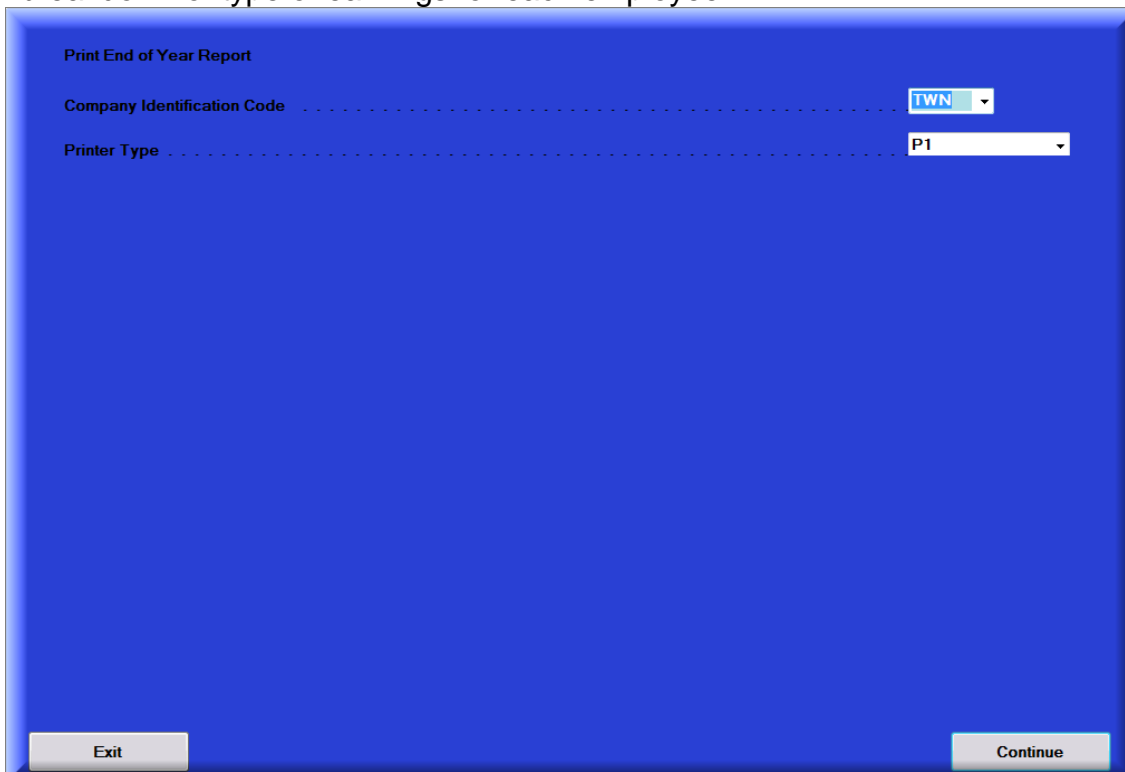 Print End of Year Report
Company Identification Code . . . . . . . . . . . . . . . . . . . . . . . . . . . . . . . . . . . . . . . . . . . . . . . . . . . . . . TWN
Printer Type . . . . . . . . . . . . . . . . . . . . . . . . . . . . . . . . . . . . . . . . . . . . . . . . . . . . . . . . . . . . . . . . . . P1
Exit Continue